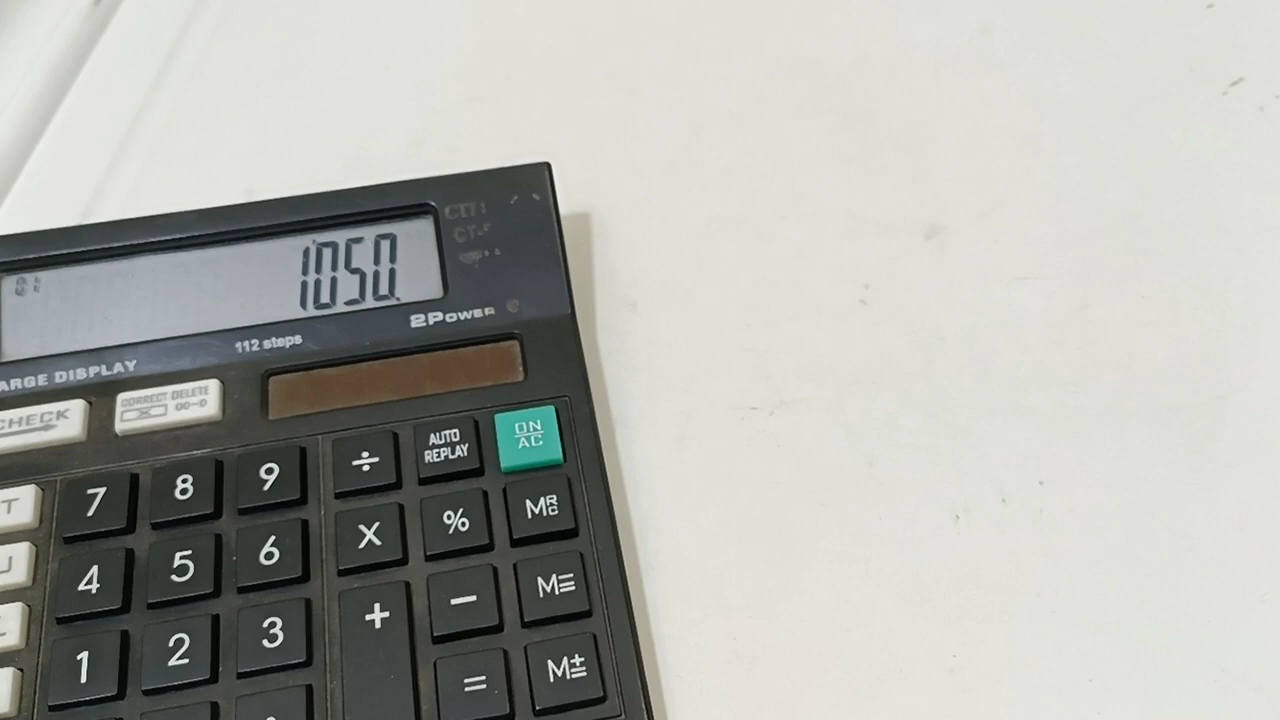 01
1050.
2POWER
112 steps
ARGE DISPLAY
CHECK
CORRECT DELETE
00→0
ON
AC
AUTO
REPLAY
÷
9
8
7
T
MRC
%
X
6
5
4
U
M=
−
+
3
2
1
M±
=